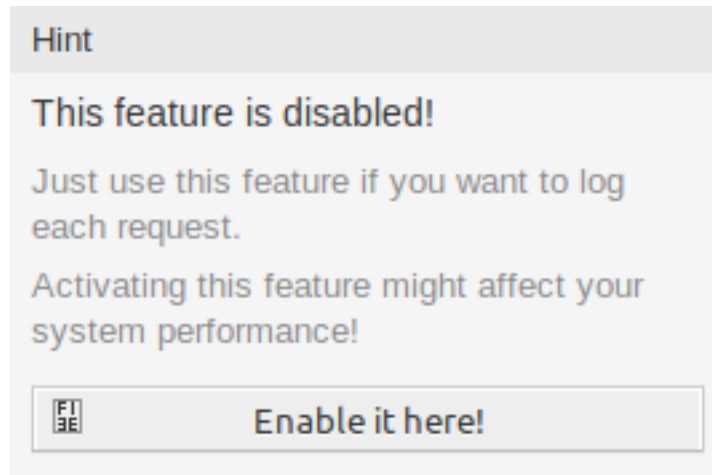 Hint
This feature is disabled!
Just use this feature if you want to log
each request.
Activating this feature might affect your
system performance!
Enable it here!